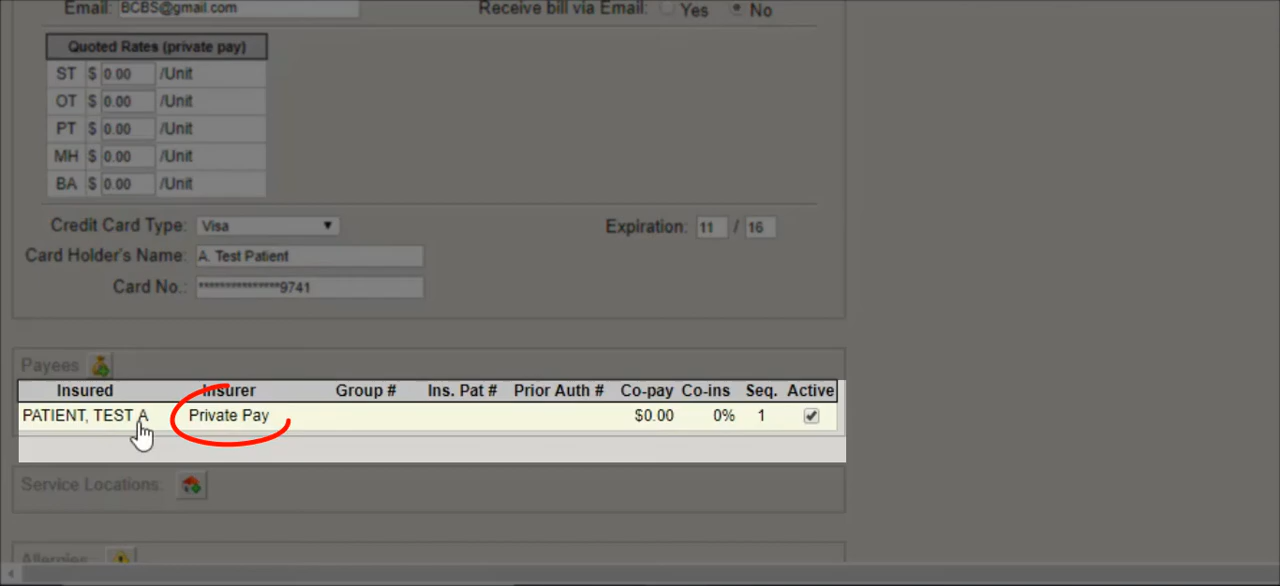 Email: BCBS@gmail.com Receive bill via Email: Yes No
Quoted Rates (private pay)
ST $ 0.00 /Unit
OT $ 0.00 /Unit
PT $ 0.00 /Unit
MH $ 0.00 /Unit
BA $ 0.00 /Unit
Credit Card Type: Visa Expiration: 11 / 16
Card Holder's Name: A. Test Patient
Card No.: ***************9741
Payees
Insured Insurer Group # Ins. Pat # Prior Auth # Co-pay Co-ins Seq. Active
PATIENT, TEST A Private Pay $0.00 0% 1
Service Locations:
Allergies: